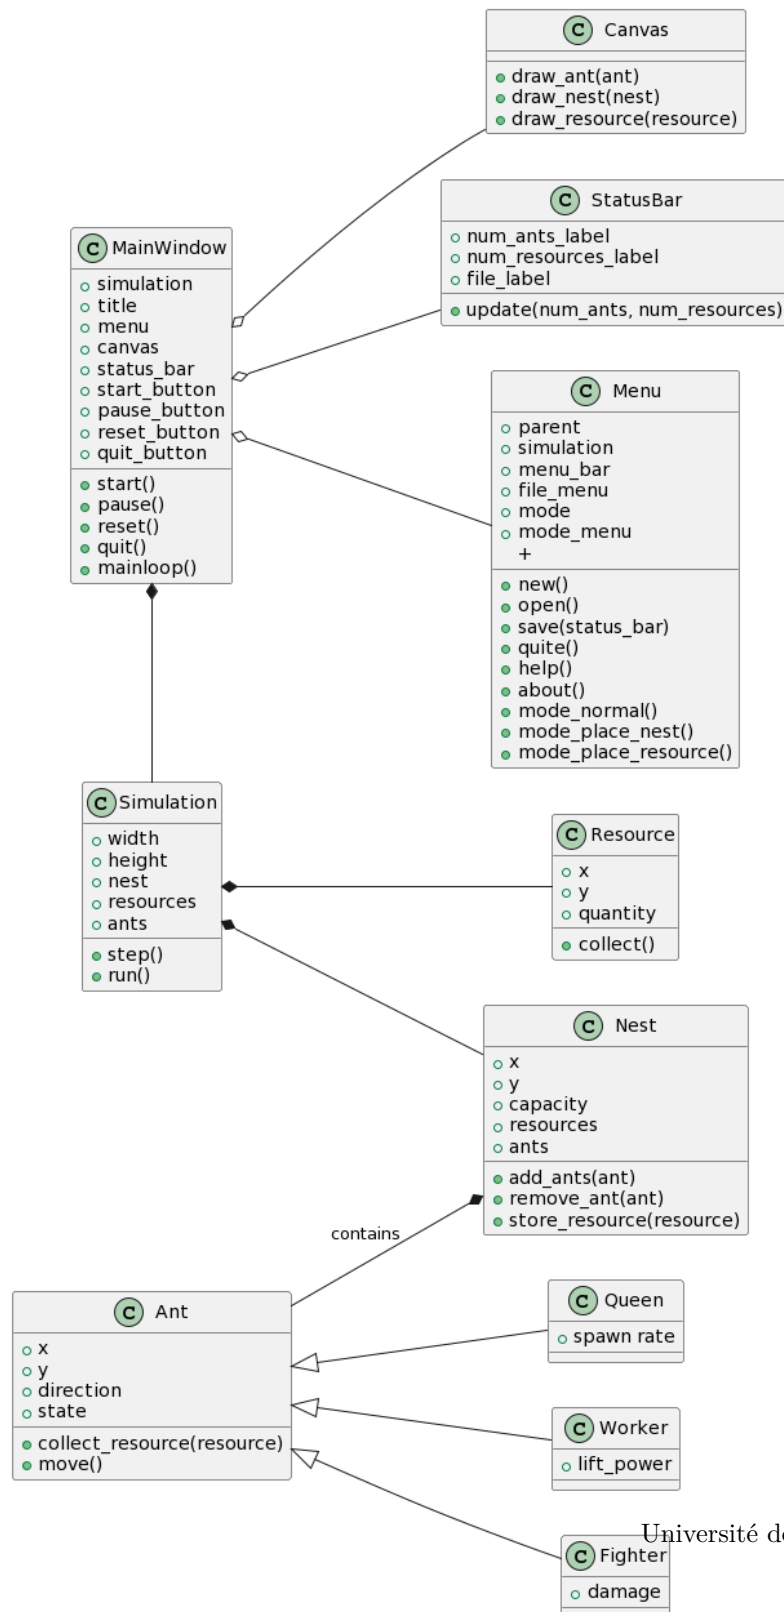 C Canvas
draw_ant(ant)
draw_nest(nest)
draw_resource(resource)
C StatusBar
num_ants_label
num_resources_label
file_label
update(num_ants, num_resources)
C MainWindow
simulation
title
menu
canvas
status_bar
start_button
pause_button
reset_button
quit_button
start()
pause()
reset()
quit()
mainloop()
C Menu
parent
simulation
menu_bar
file_menu
mode
mode_menu
+
new()
open()
save(status_bar)
quite()
help()
about()
mode_normal()
mode_place_nest()
mode_place_resource()
C Simulation
width
height
nest
resources
ants
step()
run()
C Resource
x
y
quantity
collect()
C Nest
x
y
capacity
resources
ants
add_ants(ant)
remove_ant(ant)
store_resource(resource)
contains
C Ant
x
y
direction
state
collect_resource(resource)
move()
C Queen
spawn rate
C Worker
lift_power
Université
C Fighter
damage